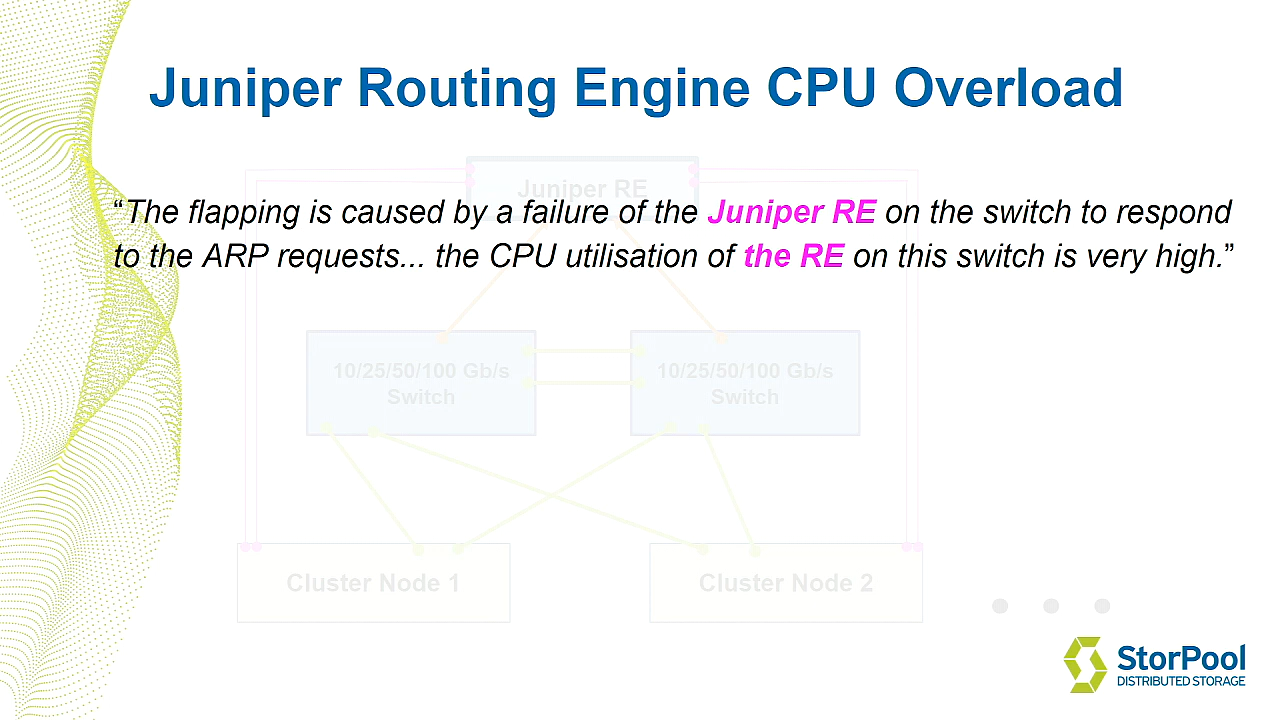 Juniper Routing Engine CPU Overload
Juniper RE
“The flapping is caused by a failure of the Juniper RE on the switch to respond
to the ARP requests... the CPU utilisation of the RE on this switch is very high.”
10/25/50/100 Gb/s
Switch
10/25/50/100 Gb/s
Switch
Cluster Node 1
Cluster Node 2
StorPool
DISTRIBUTED STORAGE